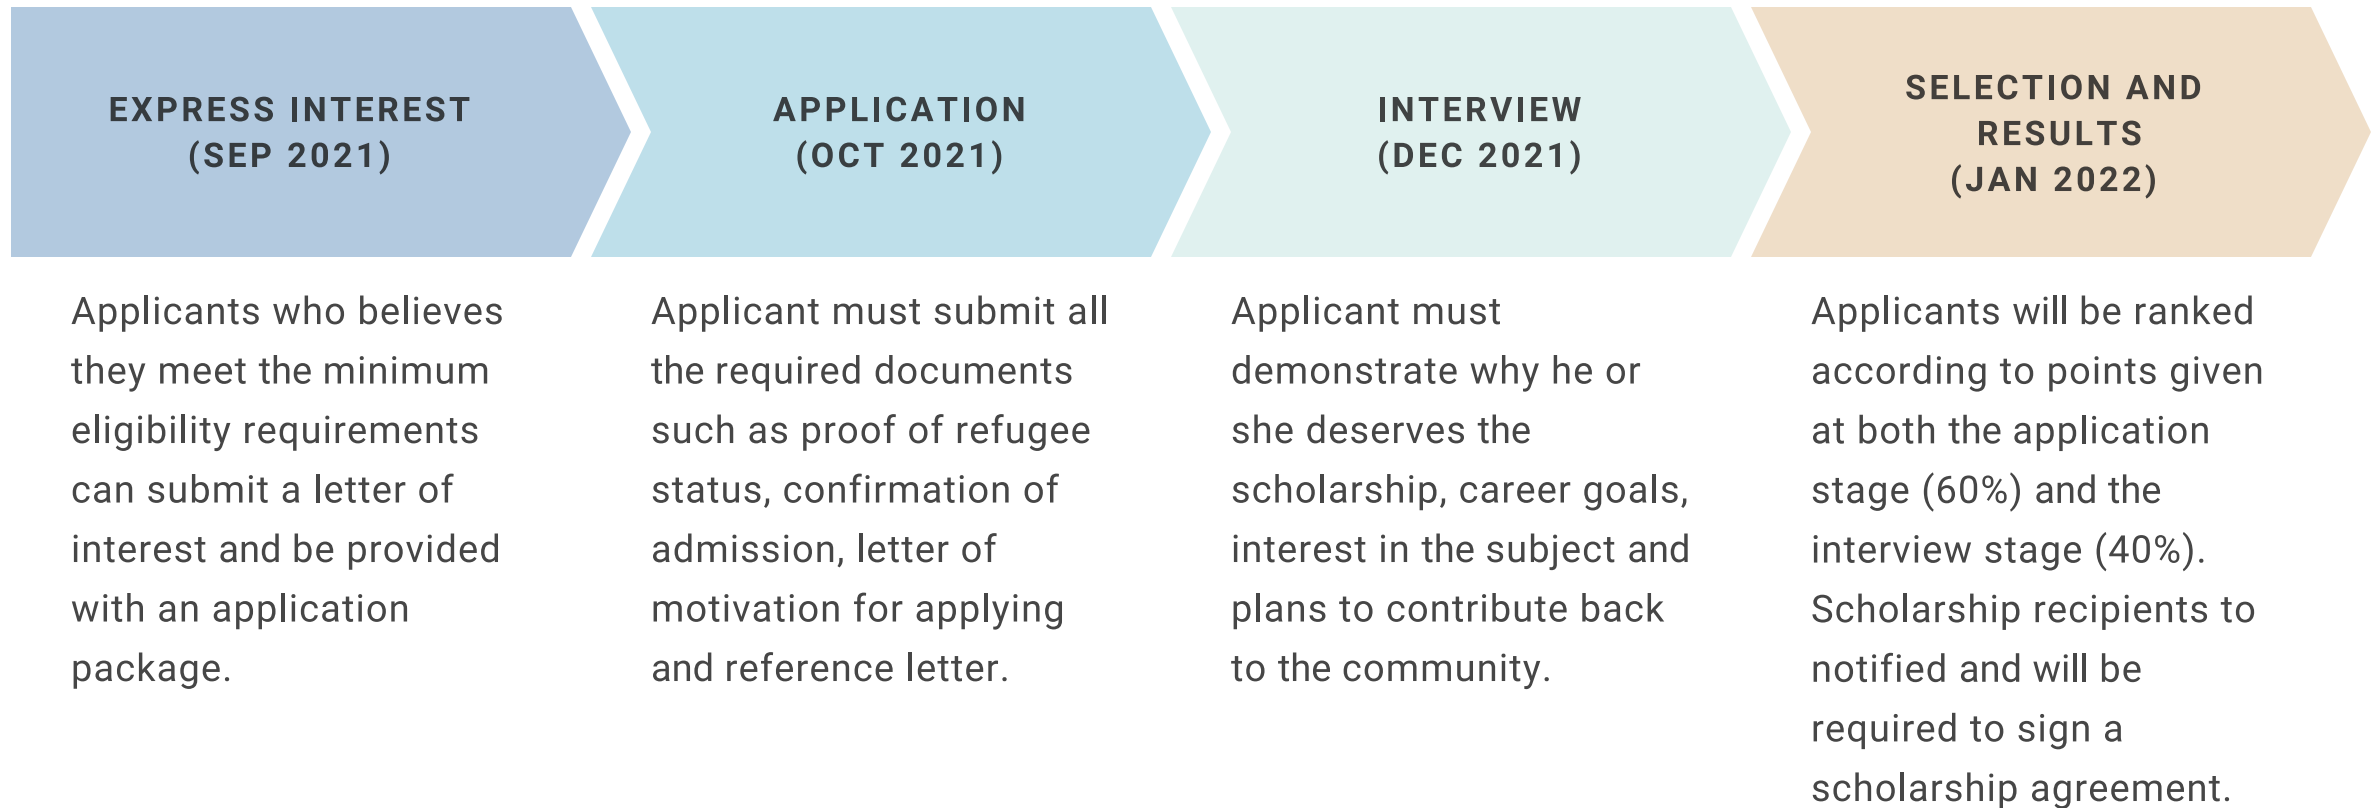 EXPRESS INTEREST
(SEP 2021)
Applicants who believes
they meet the minimum
eligibility requirements
can submit a letter of
interest and be provided
with an application
package.
APPLICATION
(OCT 2021)
Applicant must submit all
the required documents
such as proof of refugee
status, confirmation of
admission, letter of
motivation for applying
and reference letter.
INTERVIEW
(DEC 2021)
Applicant must
demonstrate why he or
she deserves the
scholarship, career goals,
interest in the subject and
plans to contribute back
to the community.
SELECTION AND
RESULTS
(JAN 2022)
Applicants will be ranked
according to points given
at both the application
stage (60%) and the
interview stage (40%).
Scholarship recipients to
notified and will be
required to sign a
scholarship agreement.